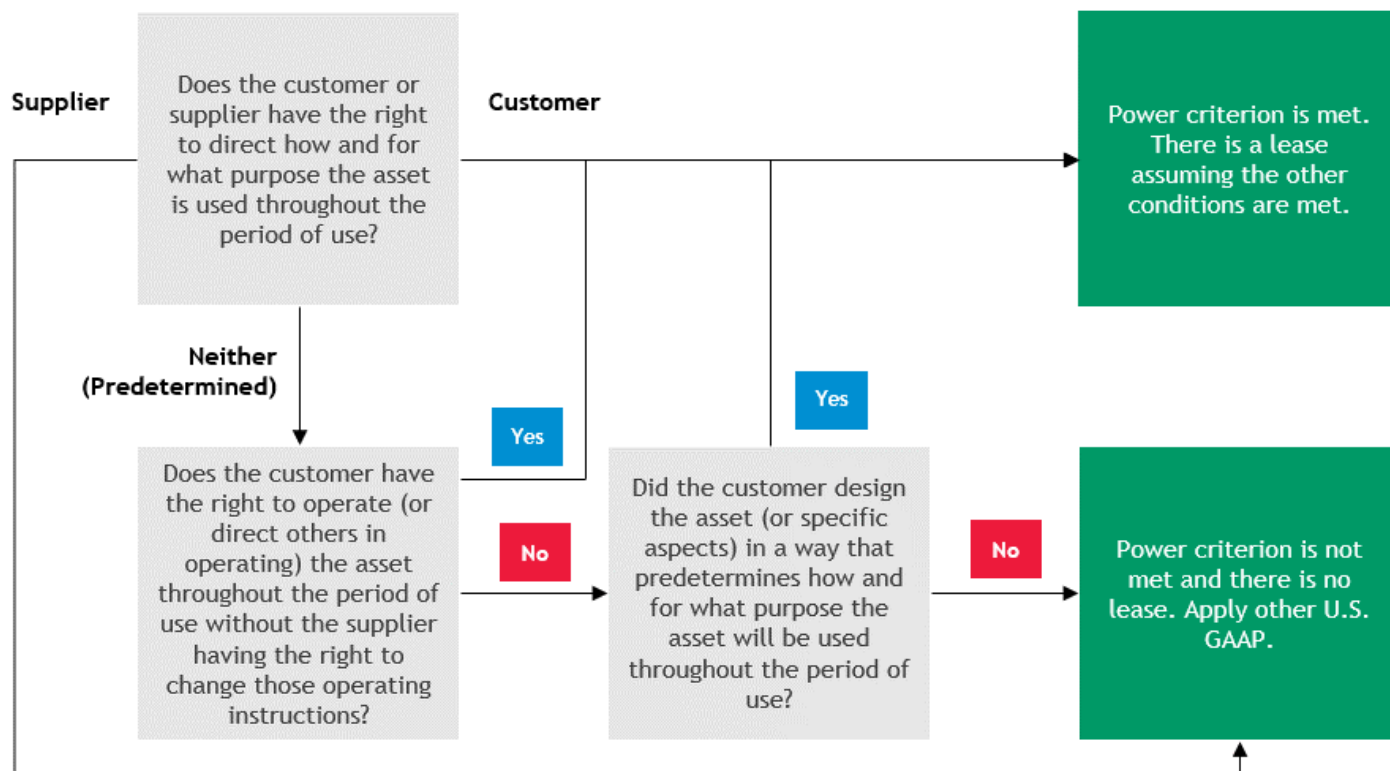 Supplier
Does the customer or
supplier have the right
to direct how and for
what purpose the asset
is used throughout the
period of use?
Customer
Power criterion is met.
There is a lease
assuming the other
conditions are met.
Neither
(Predetermined)
Yes
Yes
Does the customer have
the right to operate (or
direct others in
operating) the asset
throughout the period of
use without the supplier
having the right to
change those operating
instructions?
No
Did the customer design
the asset (or specific
aspects) in a way that
predetermines how and
for what purpose the
asset will be used
throughout the period of
use?
No
Power criterion is not
met and there is no
lease. Apply other U.S.
GAAP.